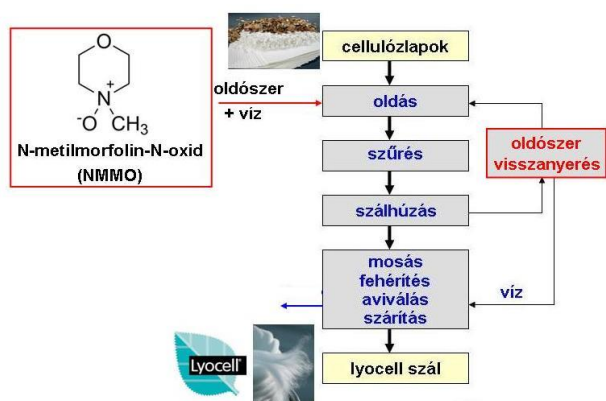 O
N
+
-O
CH3
N-metilmorfolin-N-oxid
(NMMO)
oldószer
+ víz
cellulózlapok
oldás
szűrés
szálhúzás
mosás
fehérítés
aviválás
szárítás
lyocell szál
oldószer
visszanyerés
víz
Lyocell